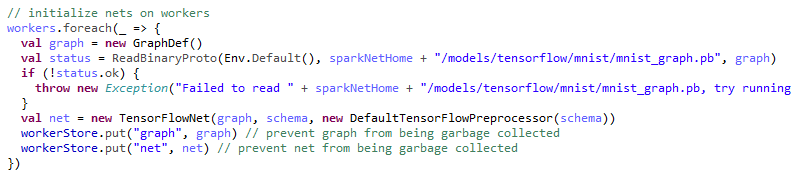 // initialize nets on workers
workers.foreach(_ => {
  val graph = new GraphDef()
  val status = ReadBinaryProto(Env.Default(), sparkNetHome + "/models/tensorflow/mnist/mnist_graph.pb", graph)
  if (!status.ok) {
    throw new Exception("Failed to read " + sparkNetHome + "/models/tensorflow/mnist/mnist_graph.pb, try running
  }
  val net = new TensorFlowNet(graph, schema, new DefaultTensorFlowPreprocessor(schema))
  workerStore.put("graph", graph) // prevent graph from being garbage collected
  workerStore.put("net", net) // prevent net from being garbage collected
})